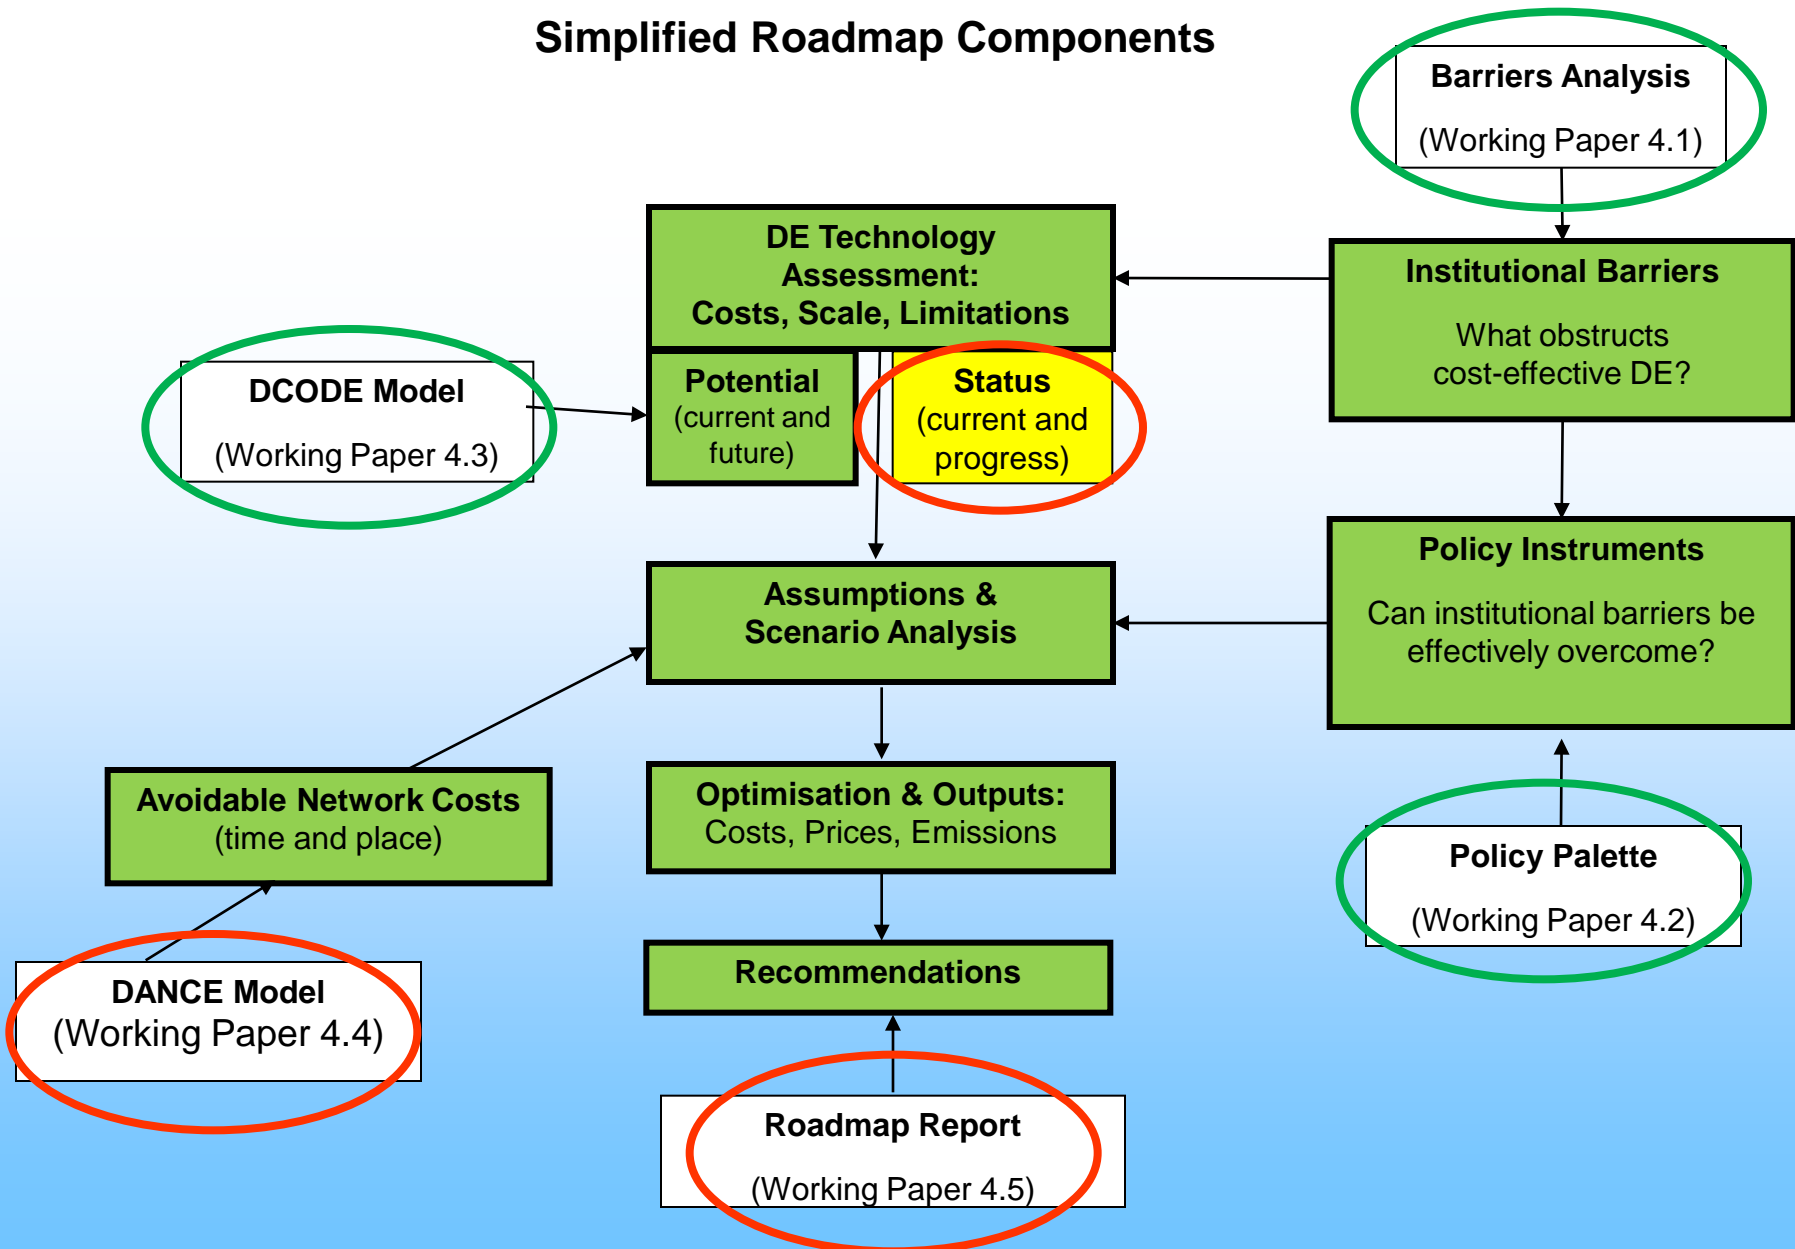 Simplified Roadmap Components
Barriers Analysis
(Working Paper 4.1)
DE Technology
Assessment:
Costs, Scale, Limitations
Institutional Barriers
What obstructs
cost-effective DE?
DCODE Model
(Working Paper 4.3)
Potential
(current and
future)
Status
(current and
progress)
Policy Instruments
Can institutional barriers be
effectively overcome?
Assumptions &
Scenario Analysis
Avoidable Network Costs
(time and place)
Optimisation & Outputs:
Costs, Prices, Emissions
Policy Palette
(Working Paper 4.2)
DANCE Model
(Working Paper 4.4)
Recommendations
Roadmap Report
(Working Paper 4.5)